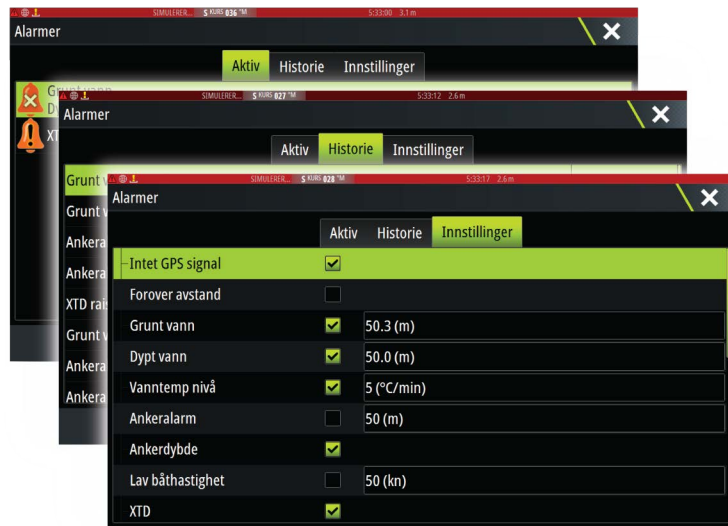 SIMULERER... S KURS 036 °M 5:33:00 3.1 m
Alarmer
Aktiv Historie Innstillinger
Grunt vann
XT
SIMULERER... S KURS 027 °M 5:33:12 2.6 m
Alarmer
Aktiv Historie Innstillinger
Grunt v
Grunt v
Ankera
Ankera
XTD rais
Grunt v
Ankera
Ankera
SIMULERER... S KURS 028 °M 5:33:17 2.6 m
Alarmer
Aktiv Historie Innstillinger
Intet GPS signal
Forover avstand
Grunt vann 50.3 (m)
Dypt vann 50.0 (m)
Vanntemp nivå 5 (°C/min)
Ankeralarm 50 (m)
Ankerdybde
Lav båthastighet 50 (kn)
XTD